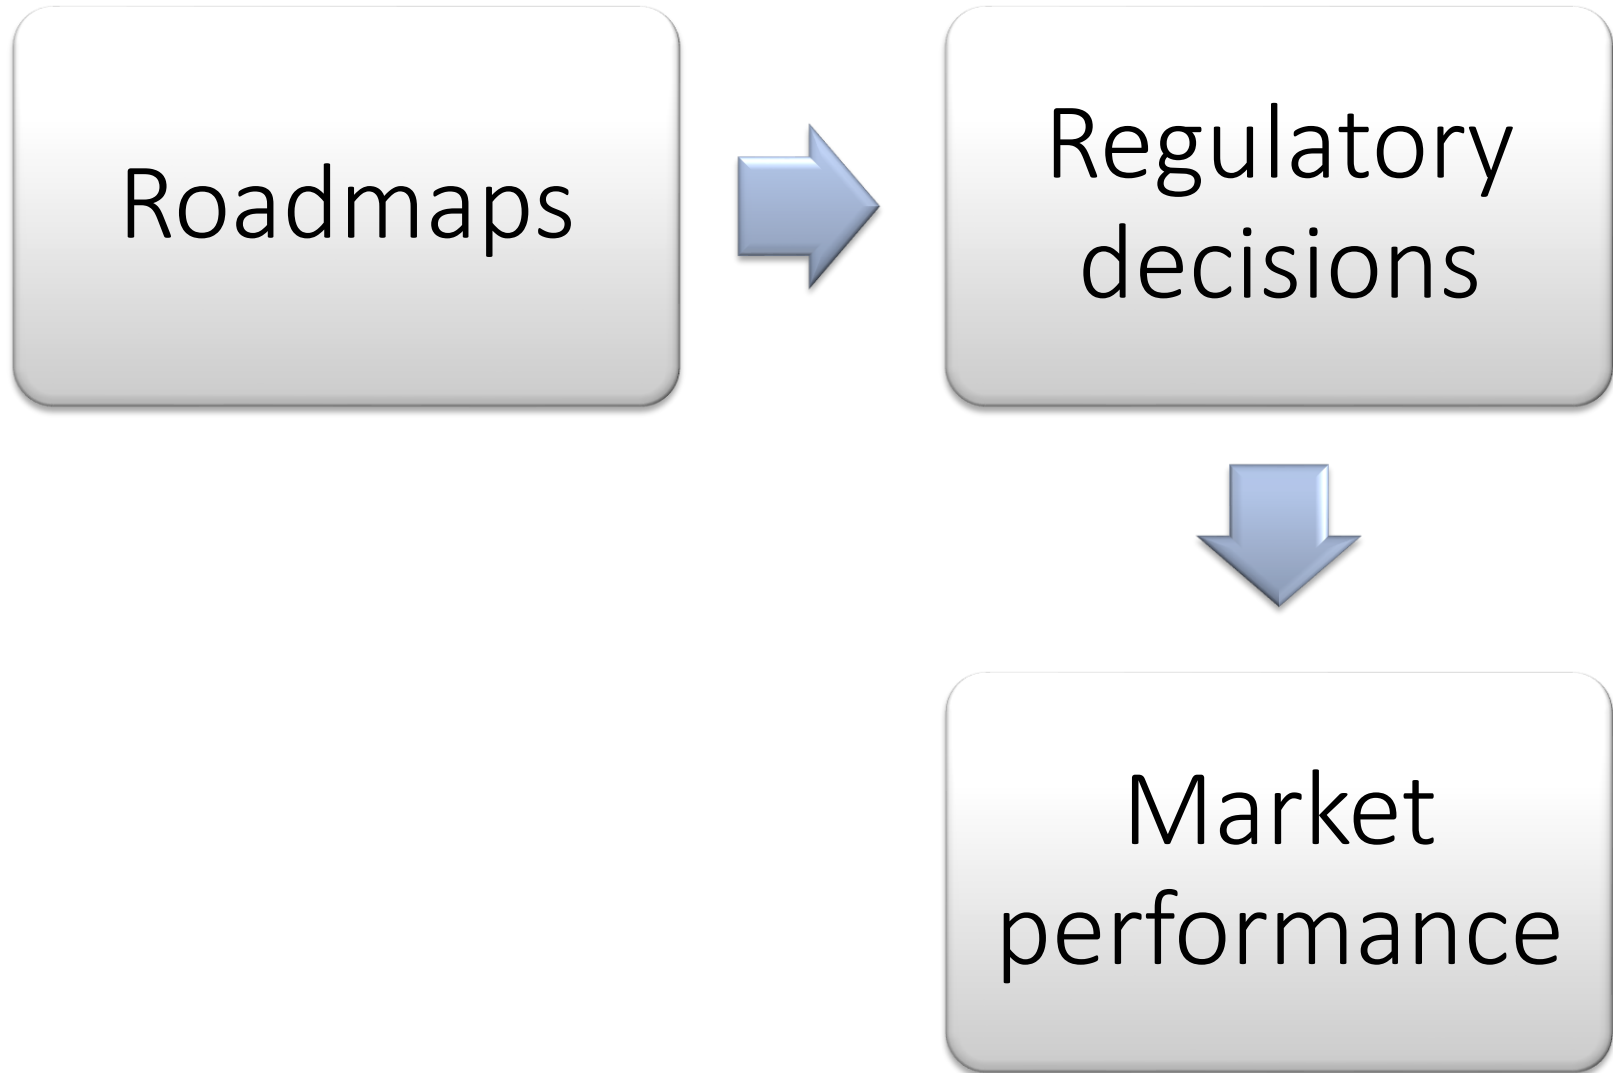 Roadmaps
Regulatory
decisions
Market
performance